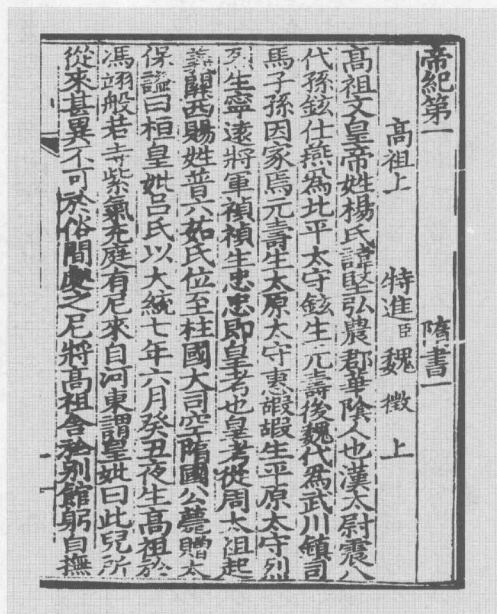 帝紀第一 隋書一
高祖上 特進臣魏徵上
高祖文皇帝姓楊氏諱堅弘農郡華隂人也漢太尉震八
代孫鉉仕燕為北平太守鉉生元壽後魏代爲武川鎮司
馬子孫因家焉元壽生太原太守惠嘏嘏生平原太守烈
烈生寧遠將軍禎禎生忠忠即皇考也皇考從周太祖起
義關西賜姓普六茹氏位至柱國大司空隋國公薨贈太
保謚曰桓皇妣吕氏以大統七年六月癸丑夜生高祖於
馮翊般若寺紫氣充庭有尼來自河東謂皇妣曰此兒所
從來甚異不可於俗間處之尼將高祖舍於別館躬自撫